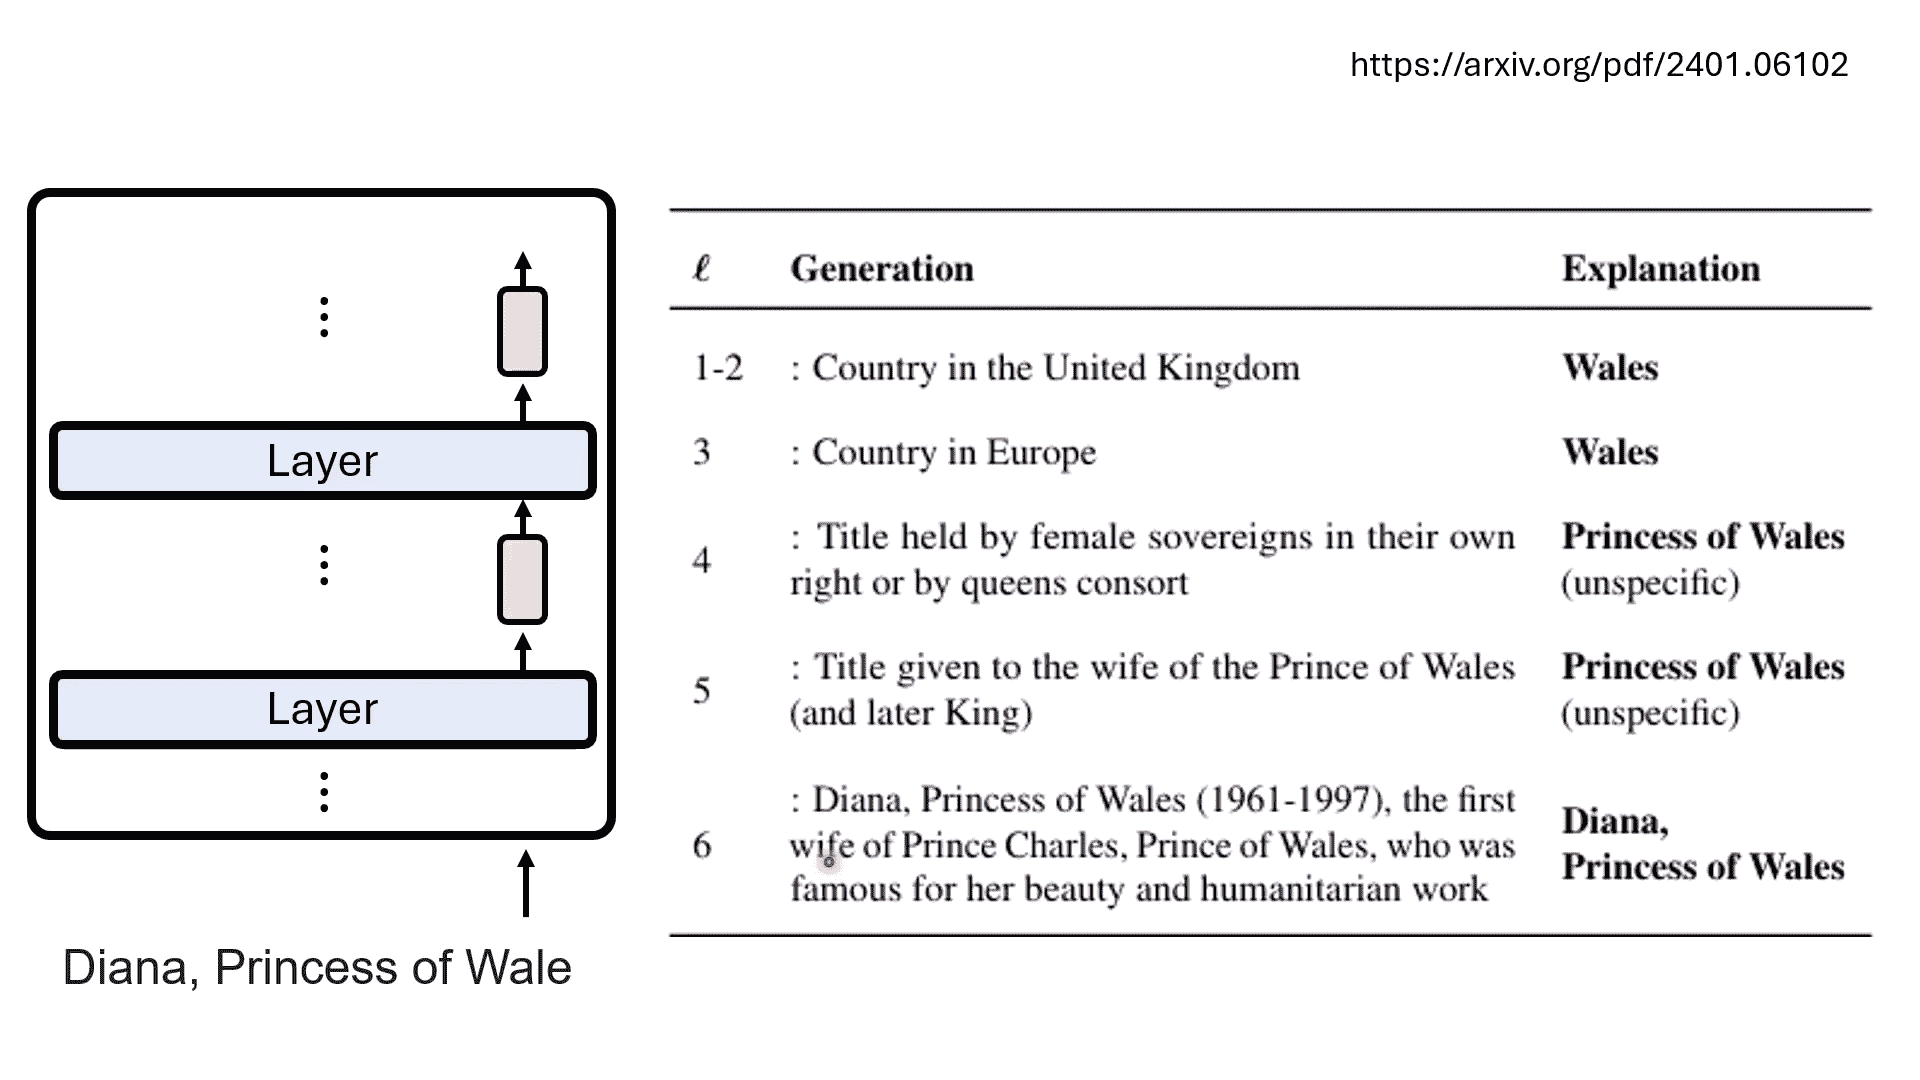 https://arxiv.org/pdf/2401.06102
Layer
Layer
Diana, Princess of Wale
ℓ Generation Explanation
1-2 : Country in the United Kingdom Wales
3 : Country in Europe Wales
4 : Title held by female sovereigns in their own Princess of Wales
right or by queens consort (unspecific)
5 : Title given to the wife of the Prince of Wales Princess of Wales
(and later King) (unspecific)
6 : Diana, Princess of Wales (1961-1997), the first
wife of Prince Charles, Prince of Wales, who was
famous for her beauty and humanitarian work
Diana,
Princess of Wales